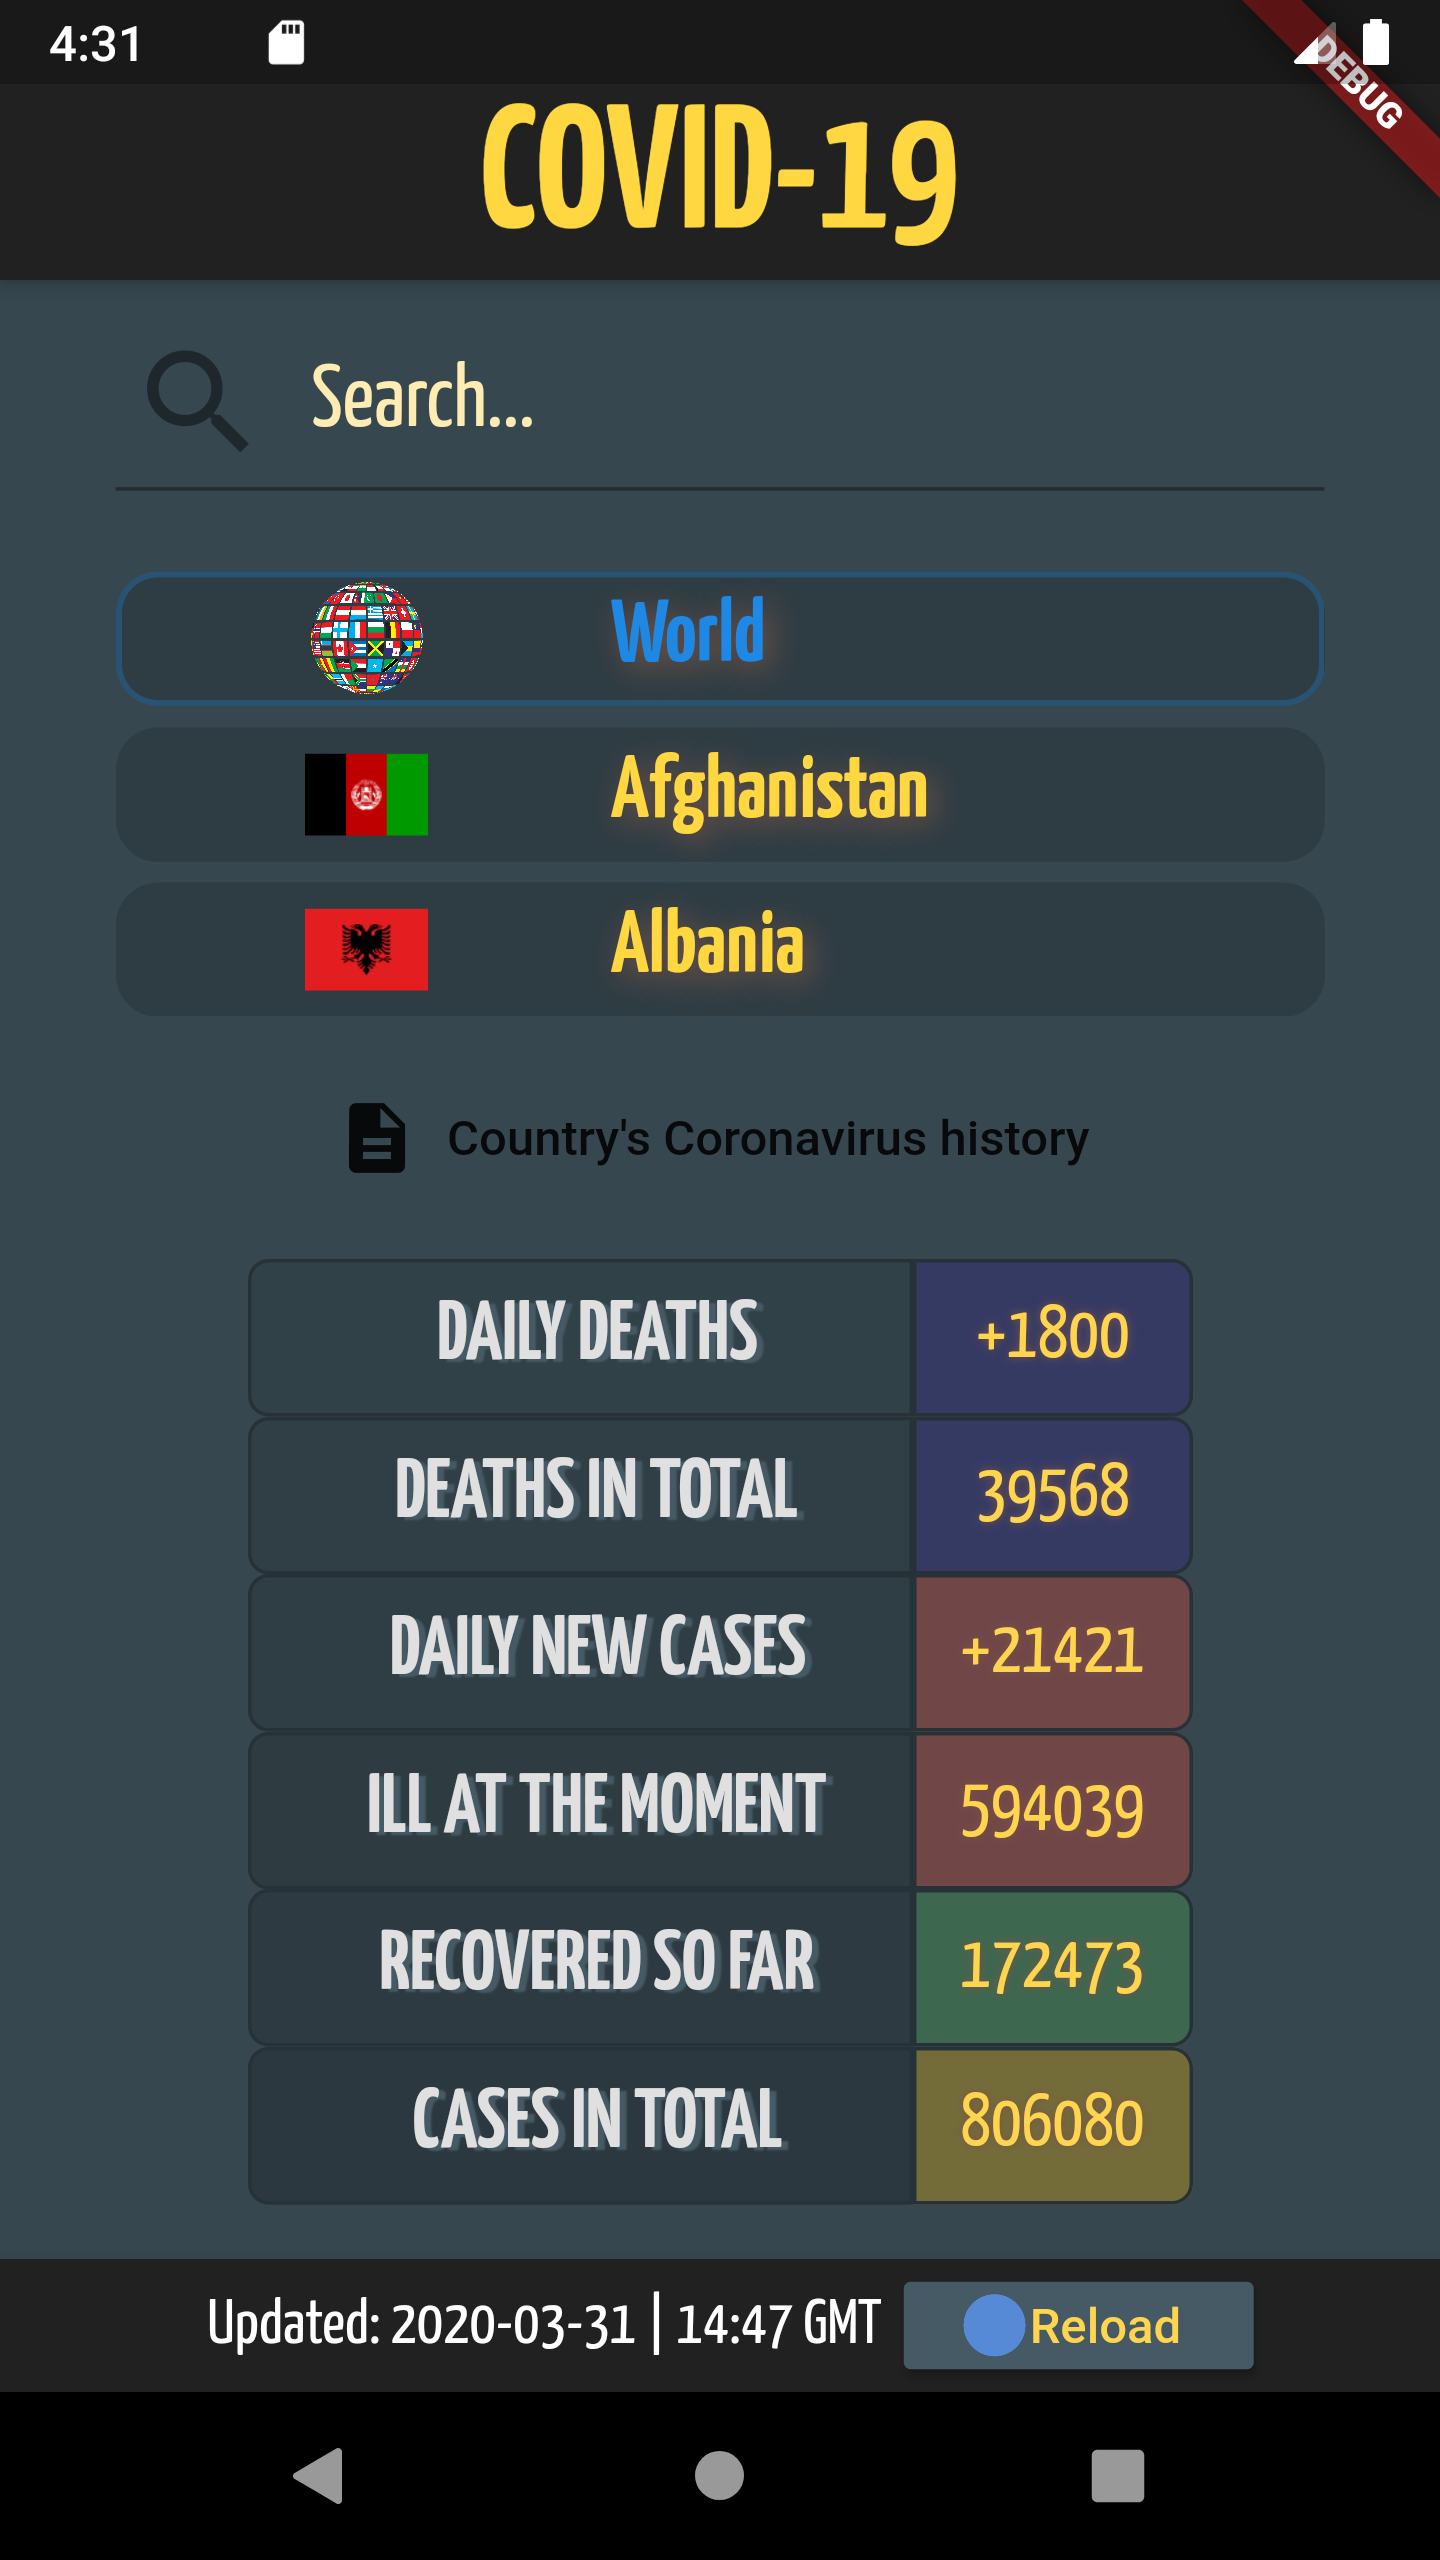 4:31
DEBUG
COVID-19
Search...
World
Afghanistan
Albania
Country's Coronavirus history
DAILY DEATHS +1800
DEATHS IN TOTAL 39568
DAILY NEW CASES +21421
ILL AT THE MOMENT 594039
RECOVERED SO FAR 172473
CASES IN TOTAL 806080
Updated: 2020-03-31 | 14:47 GMT Reload